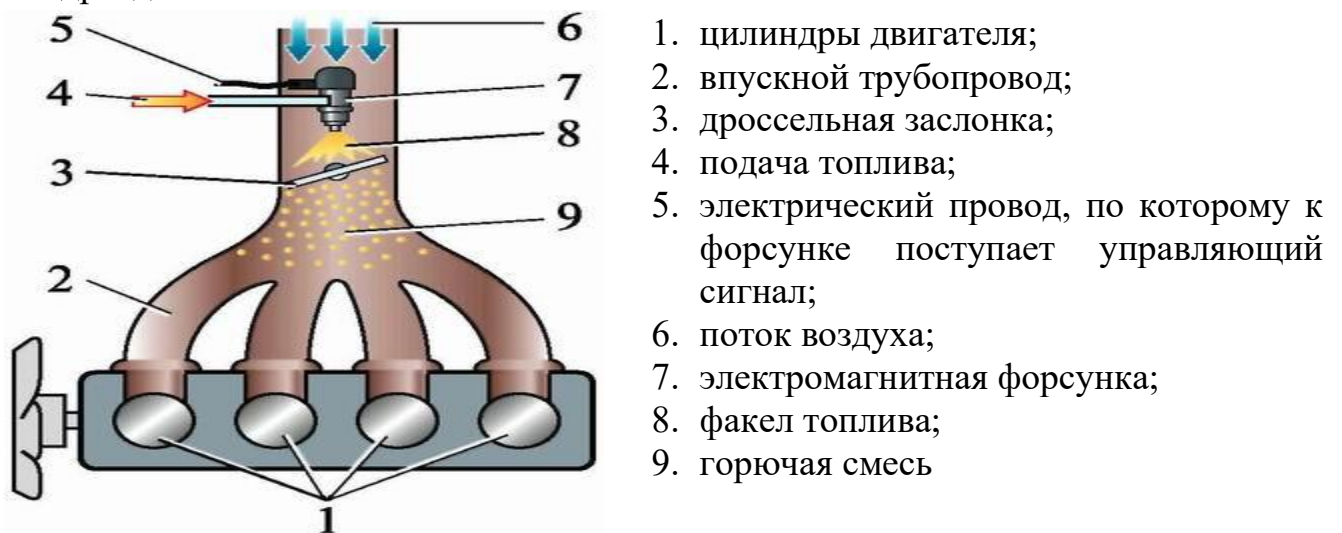 5
6
4
7
8
3
9
2
1
1. цилиндры двигателя;
2. впускной трубопровод;
3. дроссельная заслонка;
4. подача топлива;
5. электрический провод, по которому к
форсунке поступает управляющий
сигнал;
6. поток воздуха;
7. электромагнитная форсунка;
8. факел топлива;
9. горючая смесь